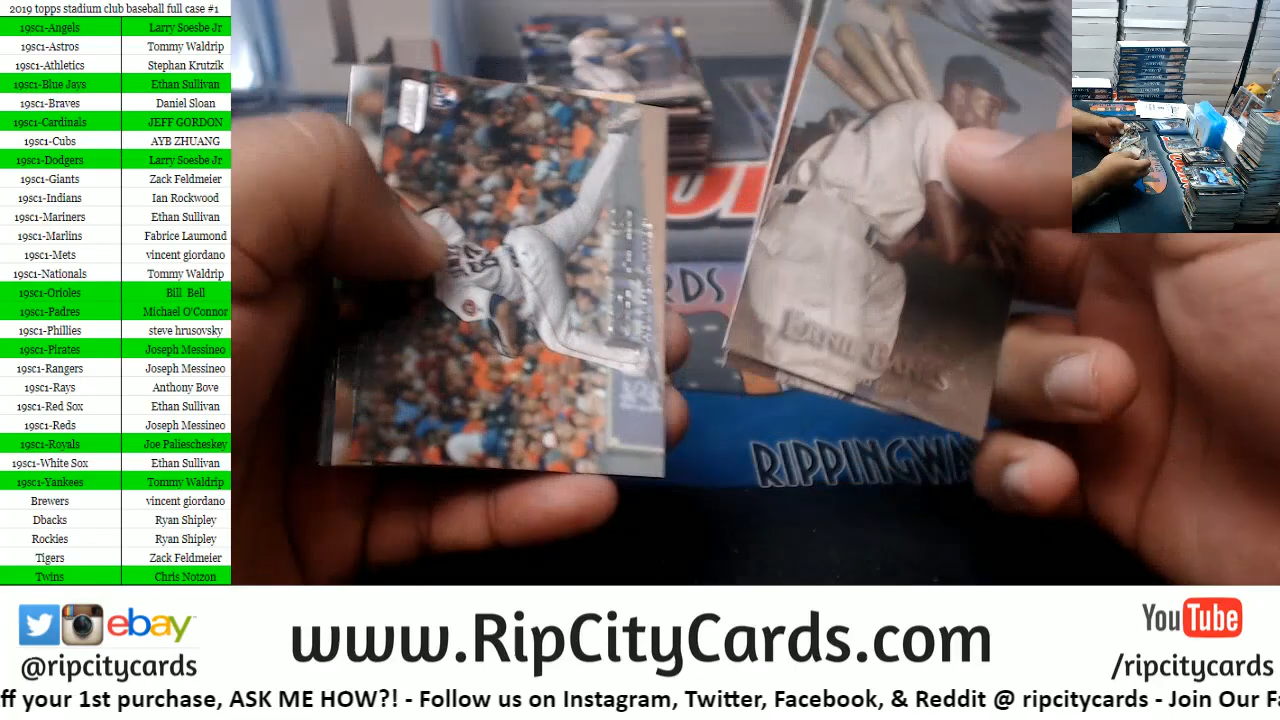 2019 topps stadium club baseball full case #1
19sc1-Angels Larry Soesbe Jr
19sc1-Astros Tommy Waldrip
19sc1-Athletics Stephan Krutzik
19sc1-Blue Jays Ethan Sullivan
19sc1-Braves Daniel Sloan
19sc1-Cardinals JEFF GORDON
19sc1-Cubs AYB ZHUANG
19sc1-Dodgers Larry Soesbe Jr
19sc1-Giants Zack Feldmeier
19sc1-Indians Ian Rockwood
19sc1-Mariners Ethan Sullivan
19sc1-Marlins Fabrice Laumond
19sc1-Mets vincent giordano
19sc1-Nationals Tommy Waldrip
19sc1-Orioles Bill Bell
19sc1-Padres Michael O'Connor
19sc1-Phillies steve hrusovsky
19sc1-Pirates Joseph Messineo
19sc1-Rangers Joseph Messineo
19sc1-Rays Anthony Bove
19sc1-Red Sox Ethan Sullivan
19sc1-Reds Joseph Messineo
19sc1-Royals Joe Paliescheskey
19sc1-White Sox Ethan Sullivan
19sc1-Yankees Tommy Waldrip
Brewers vincent giordano
Dbacks Ryan Shipley
Rockies Ryan Shipley
Tigers Zack Feldmeier
Twins Chris Notzon
RDS
RIPPINGWA
ebay
@ripcitycards
www.RipCityCards.com
YouTube
/ripcitycards
ff your 1st purchase, ASK ME HOW?! - Follow us on Instagram, Twitter, Facebook, & Reddit @ ripcitycards - Join Our Fa